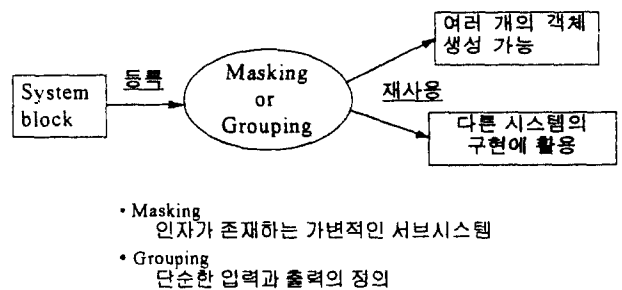 여러 개의 객체
생성 가능
System
block
등록
Masking
or
Grouping
재사용
다른 시스템의
구현에 활용
• Masking
인자가 존재하는 가변적인 서브시스템
• Grouping
단순한 입력과 출력의 정의